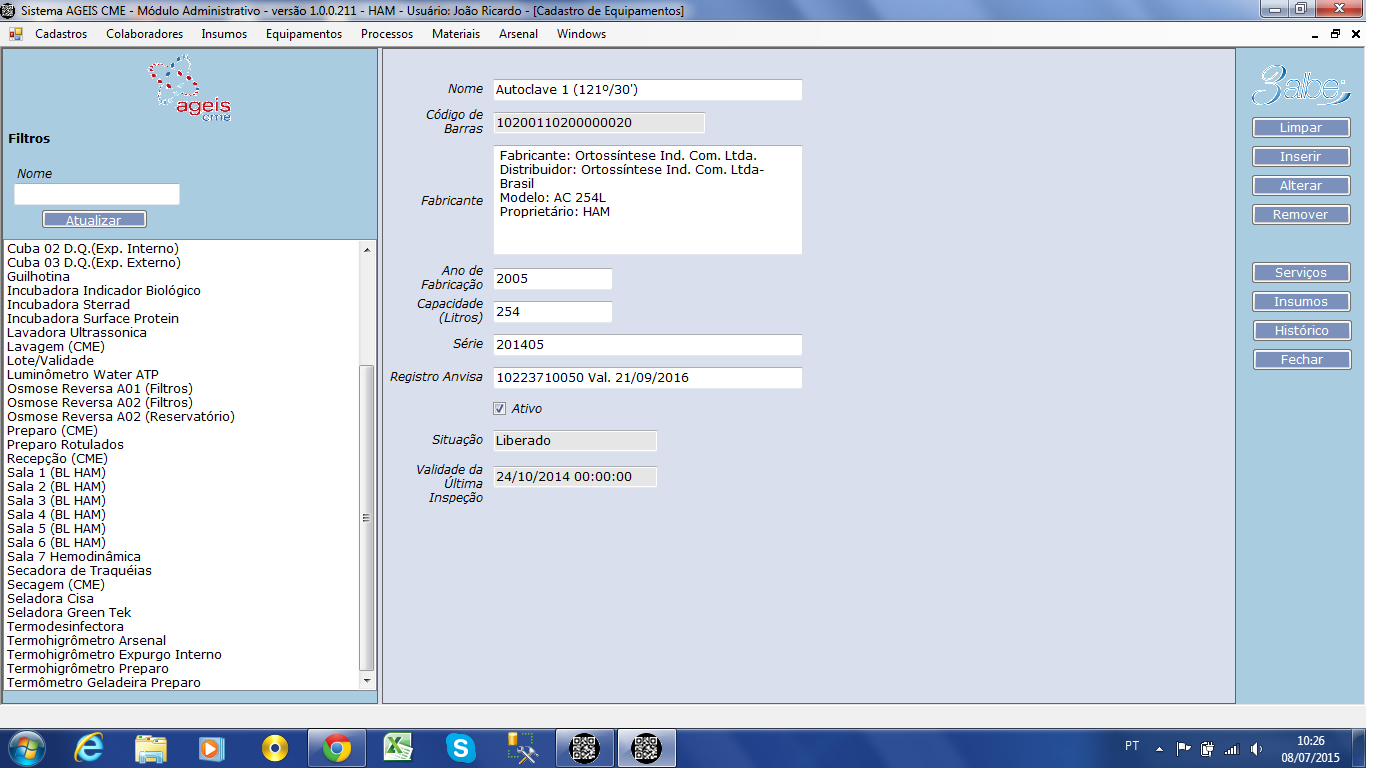 Sistema AGEIS CME - Módulo Administrativo - versão 1.0.0.211 - HAM - Usuário: João Ricardo - [Cadastro de Equipamentos]
Cadastros Colaboradores Insumos Equipamentos Processos Materiais Arsenal Windows
ageis
cme
Filtros
Nome
Atualizar
Cuba 02 D.Q.(Exp. Interno)
Cuba 03 D.Q.(Exp. Externo)
Guilhotina
Incubadora Indicador Biológico
Incubadora Sterrad
Incubadora Surface Protein
Lavadora Ultrassonica
Lavagem (CME)
Lote/Validade
Luminômetro Water ATP
Osmose Reversa A01 (Filtros)
Osmose Reversa A02 (Filtros)
Osmose Reversa A02 (Reservatório)
Preparo (CME)
Preparo Rotulados
Recepção (CME)
Sala 1 (BL HAM)
Sala 2 (BL HAM)
Sala 3 (BL HAM)
Sala 4 (BL HAM)
Sala 5 (BL HAM)
Sala 6 (BL HAM)
Sala 7 Hemodinâmica
Secadora de Traquéias
Secagem (CME)
Seladora Cisa
Seladora Green Tek
Termodesinfectora
Termohigrômetro Arsenal
Termohigrômetro Expurgo Interno
Termohigrômetro Preparo
Termômetro Geladeira Preparo
Nome Autoclave 1 (121º/30')
Código de
Barras 10200110200000020
Fabricante
Fabricante: Ortossíntese Ind. Com. Ltda.
Distribuidor: Ortossíntese Ind. Com. Ltda-
Brasil
Modelo: AC 254L
Proprietário: HAM
Ano de
Fabricação 2005
Capacidade
(Litros) 254
Série 201405
Registro Anvisa 10223710050 Val. 21/09/2016
Ativo
Situação Liberado
Validade da
Última
Inspeção 24/10/2014 00:00:00
3albe
Limpar
Inserir
Alterar
Remover
Serviços
Insumos
Histórico
Fechar
PT
10:26
08/07/2015